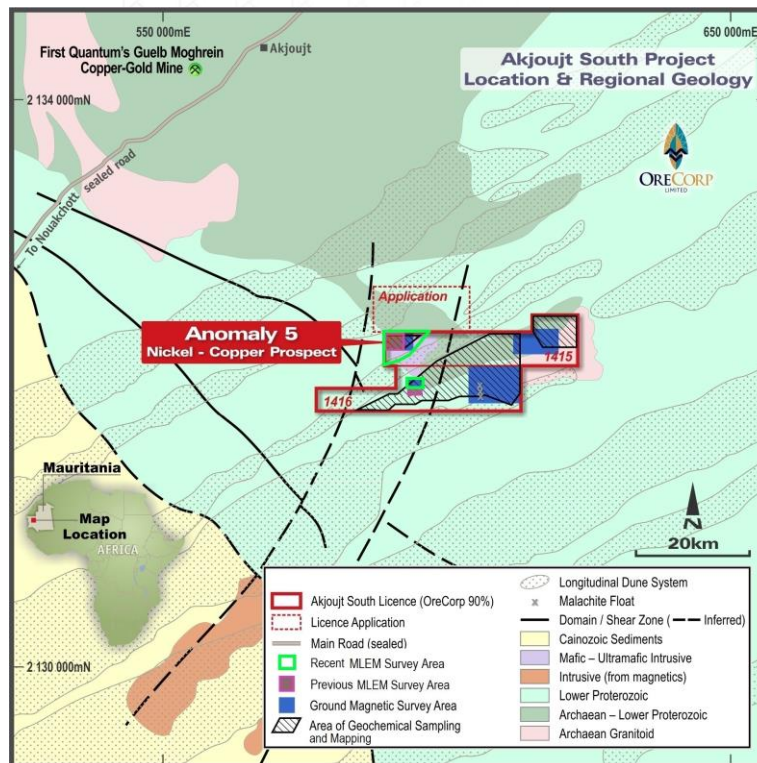 550 000mE
650 000mE
First Quantum's Guelb Moghrein
Copper-Gold Mine
Akjoujt
Akjoujt South Project
Location & Regional Geology
2 134 000mN
ORECORP
LIMITED
To Nouakchott sealed road
Application
Anomaly 5
Nickel - Copper Prospect
1415
1416
Mauritania
Map
Location
AFRICA
N
20km
2 130 000mN
Akjoujt South Licence (OreCorp 90%)
Licence Application
Main Road (sealed)
Recent MLEM Survey Area
Previous MLEM Survey Area
Ground Magnetic Survey Area
Area of Geochemical Sampling
and Mapping
Longitudinal Dune System
Malachite Float
Domain / Shear Zone ( Inferred)
Cainozoic Sediments
Mafic – Ultramafic Intrusive
Intrusive (from magnetics)
Lower Proterozoic
Archaean – Lower Proterozoic
Archaean Granitoid